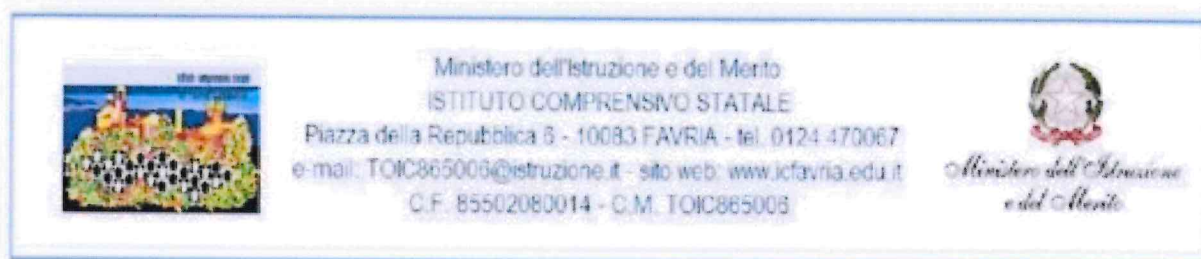 Ministero dell'Istruzione e del Merito
ISTITUTO COMPRENSIVO STATALE
Piazza della Repubblica 6 - 10083 FAVRIA - tel. 0124 470067
e-mail: TOIC865006@istruzione.it - sito web: www.icfavria.edu.it
C.F. 85502080014 - C.M. TOIC865006
Ministero dell'Istruzione
e del Merito